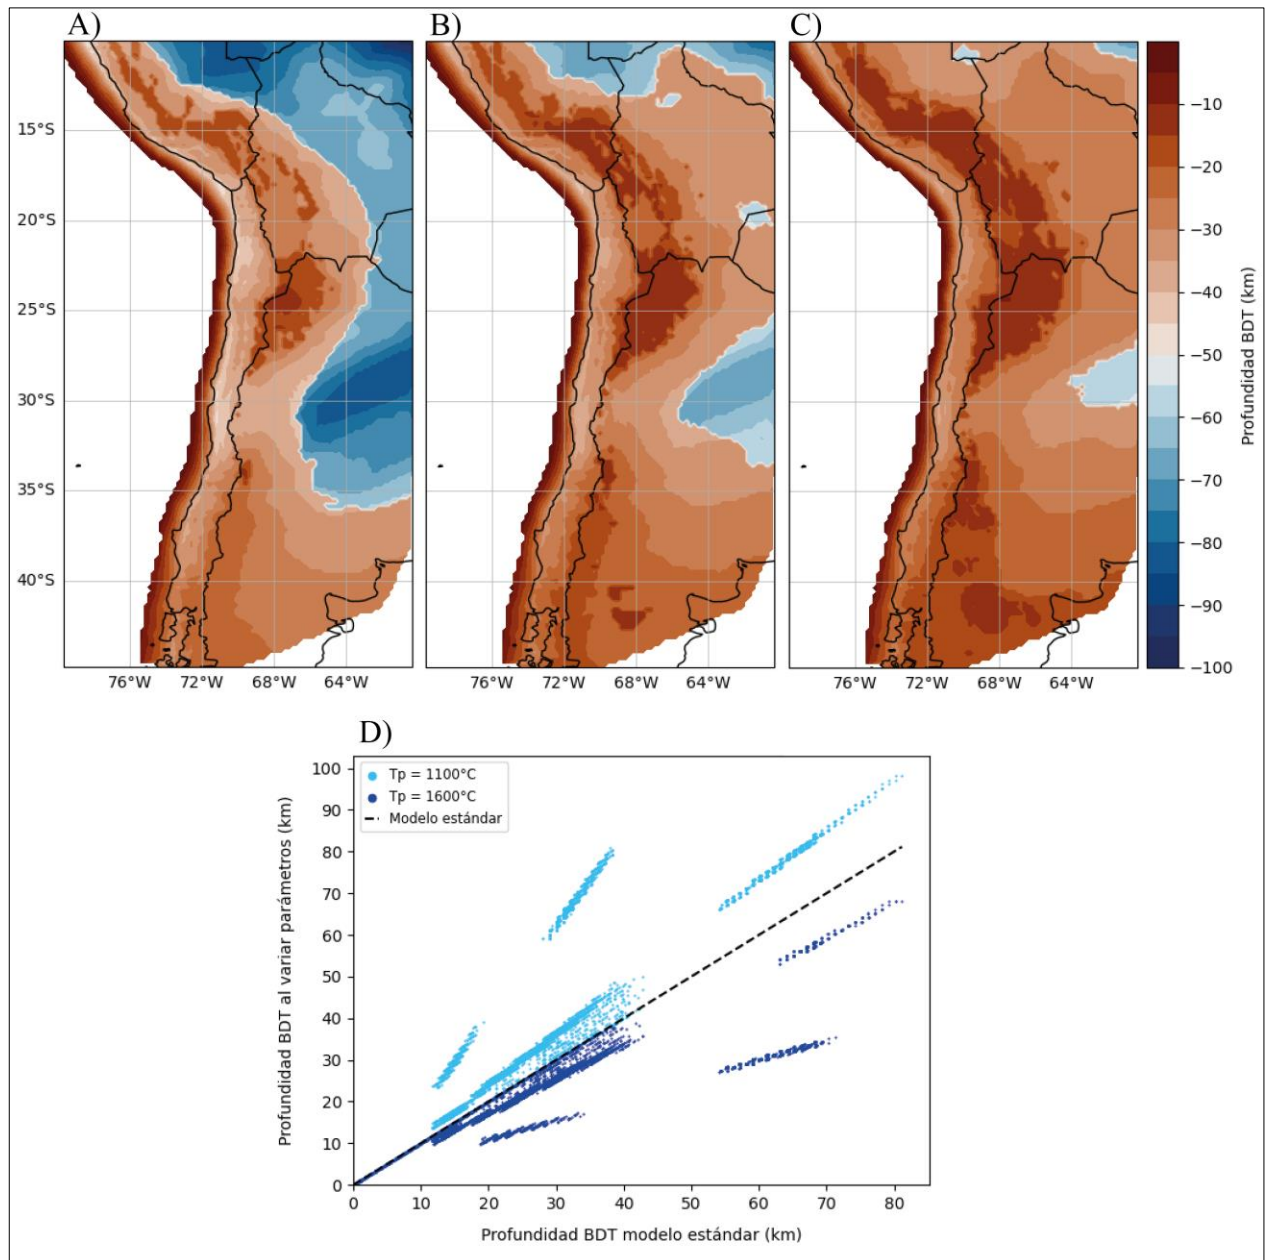 A)
B)
C)
15°S
20°S
25°S
30°S
35°S
40°S
76°W 72°W 68°W 64°W
76°W 72°W 68°W 64°W
76°W 72°W 68°W 64°W
−10
−20
−30
−40
−50
−60
−70
−80
−90
−100
Profundidad BDT (km)
D)
Tp = 1100°C
Tp = 1600°C
Modelo estándar
100
90
80
70
60
50
40
30
20
10
0
Profundidad BDT al variar parámetros (km)
0 10 20 30 40 50 60 70 80
Profundidad BDT modelo estándar (km)